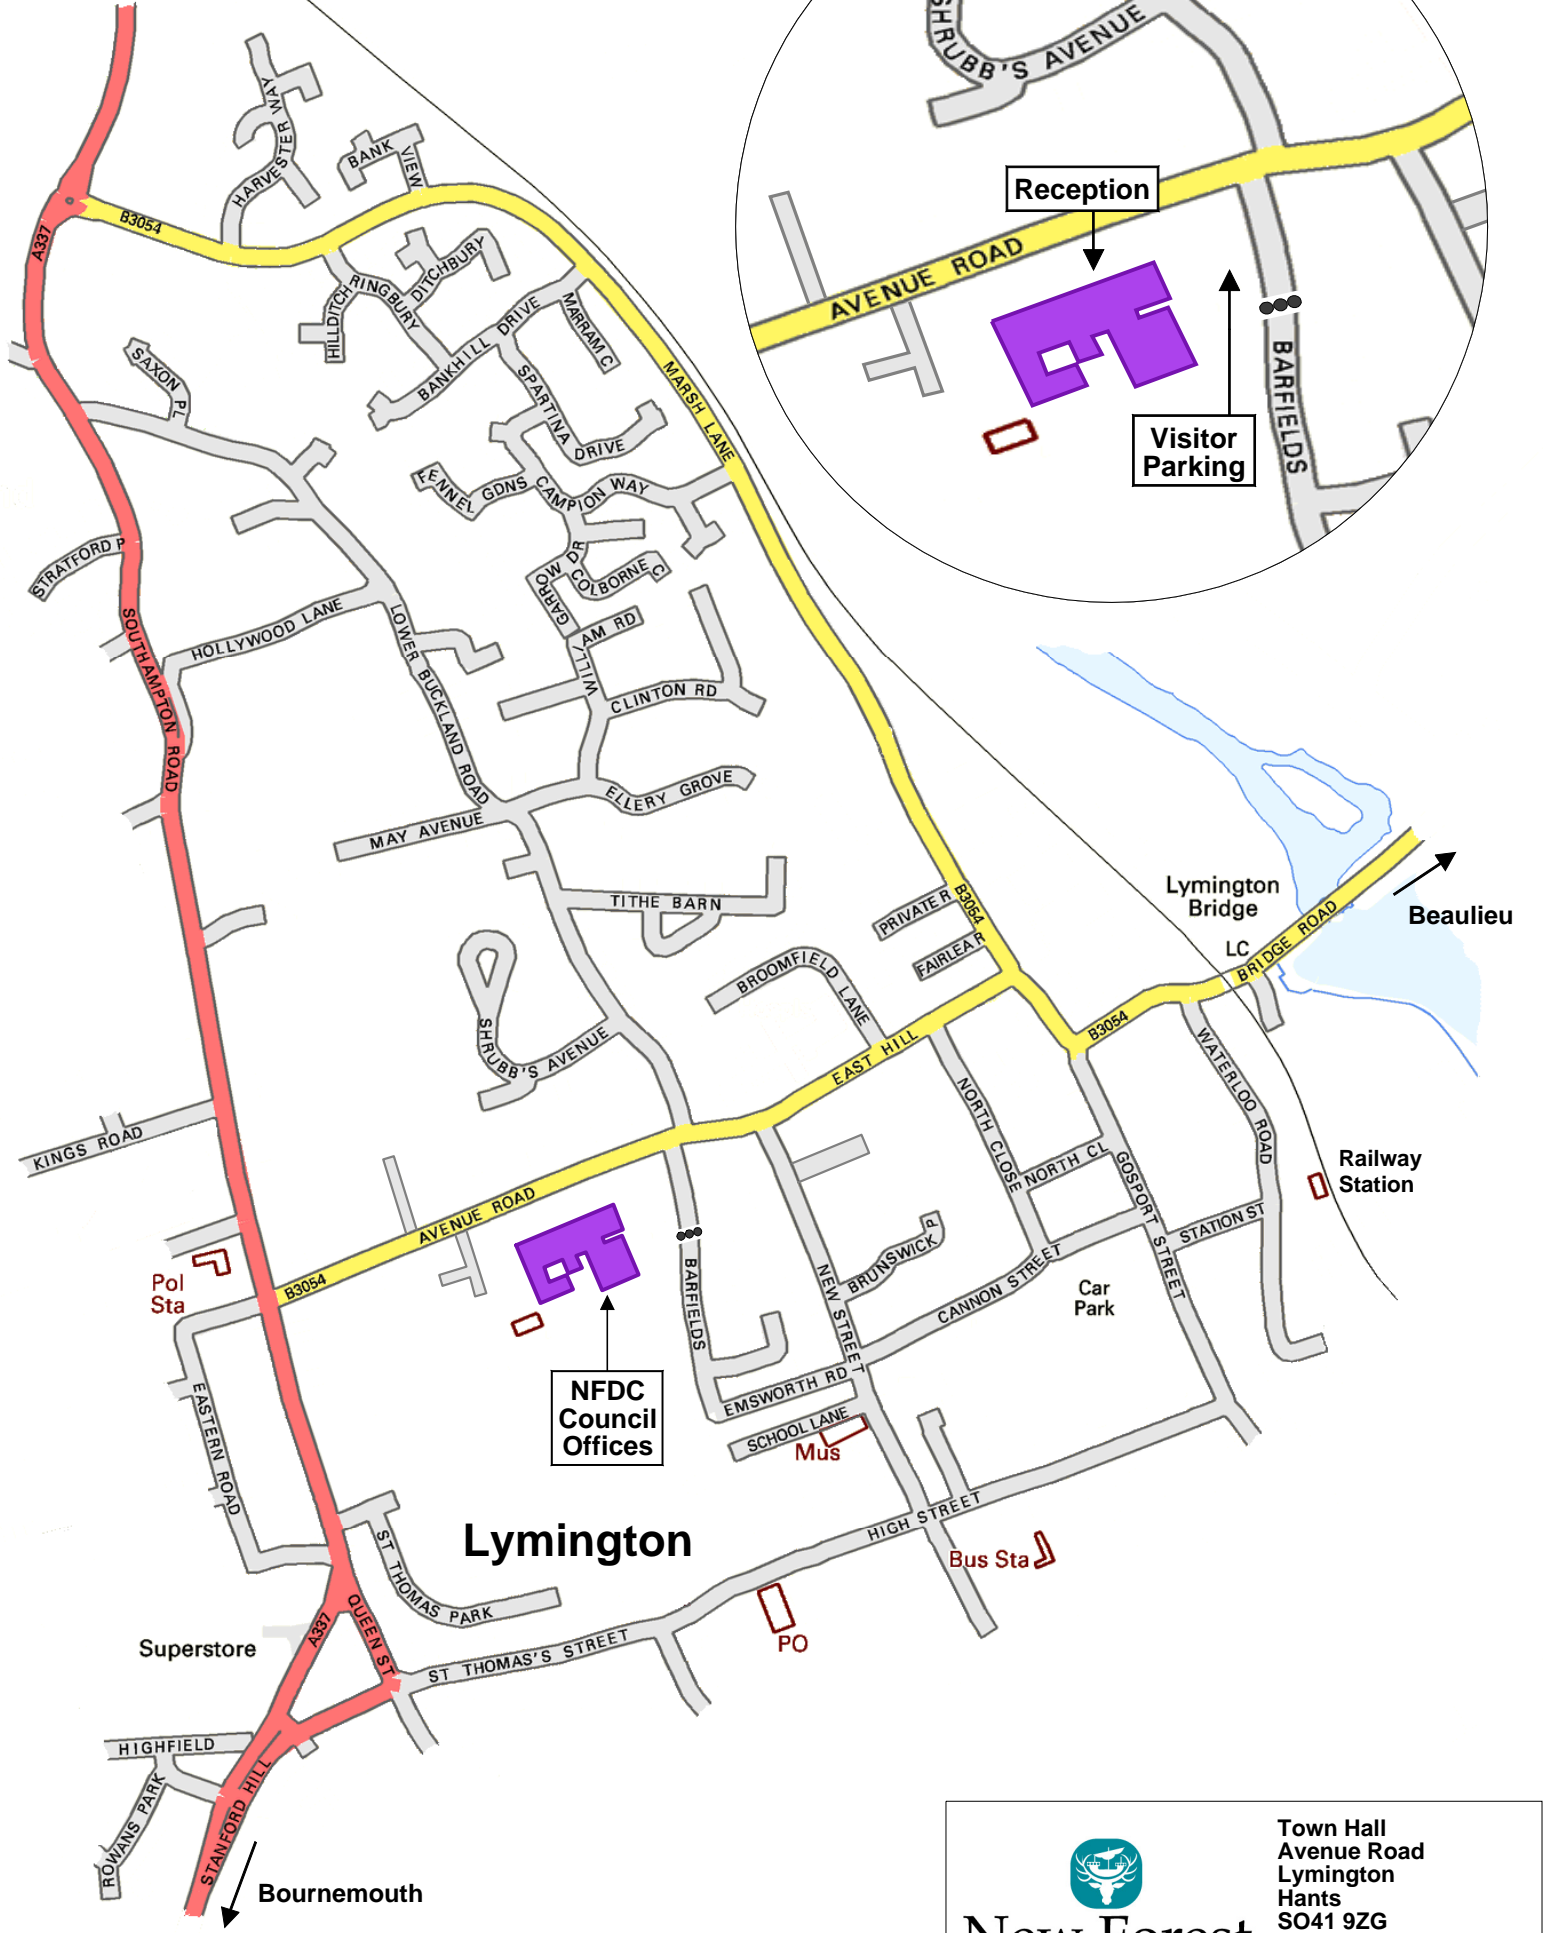 SHRUBB'S AVENUE
Reception
AVENUE ROAD
Visitor
Parking
BARFIELDS
HARVESTER WAY
BANK
VIEW
B3054
A337
DITCHBURY
RINGBURY
HILLDITCH
BANKHILL DRIVE
MARRAM C
SAXON PL
SPARTINA
DRIVE
MARSH LANE
FENNEL GDNS
CAMPION WAY
STRATFORD P
GARROW DR
COLBORNE C
SOUTHAMPTON ROAD
HOLLYWOOD LANE
LOWER BUCKLAND ROAD
WILLIAM RD
CLINTON RD
ELLERY GROVE
MAY AVENUE
TITHE BARN
PRIVATE R
B3054
FAIRLEA R
Lymington
Bridge
LC
BRIDGE ROAD
Beaulieu
BROOMFIELD LANE
SHRUBB'S AVENUE
EAST HILL
B3054
WATERLOO ROAD
KINGS ROAD
NORTH CLOSE
NORTH CL
GOSPORT STREET
STATION ST
Railway
Station
AVENUE ROAD
B3054
Pol
Sta
BARFIELDS
NEW STREET
BRUNSWICK P
CANNON STREET
Car
Park
EASTERN ROAD
NFDC
Council
Offices
EMSWORTH RD
SCHOOL LANE
Mus
Lymington
HIGH STREET
Bus Sta
ST THOMAS PARK
PO
A337
QUEEN ST
ST THOMAS'S STREET
Superstore
HIGHFIELD
ROWANS PARK
STANFORD HILL
Bournemouth
New Forest
Town Hall
Avenue Road
Lymington
Hants
SO41 9ZG